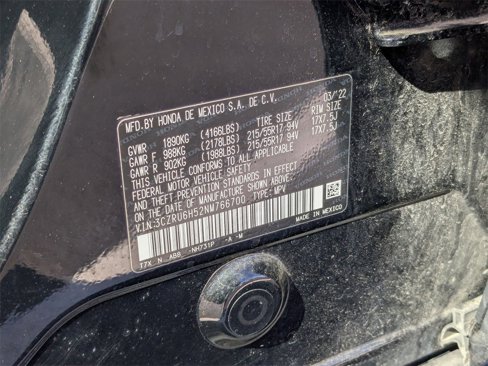 MFD.BY HONDA DE MEXICO S.A. DE C.V. 03/'22
GVWR 1890KG (4166LBS) TIRE SIZE RIM SIZE
GAWR F 988KG (2178LBS) 215/55R17 94V 17X7.5J
GAWR R 902KG (1988LBS) 215/55R17 94V 17X7.5J
THIS VEHICLE CONFORMS TO ALL APPLICABLE
FEDERAL MOTOR VEHICLE SAFETY
AND THEFT PREVENTION STANDARDS IN EFFECT
ON THE DATE OF MANUFACTURE SHOWN ABOVE.
V.I.N.:3CZRU6H52NM766700 TYPE: MPV
T7X N ABB NH731P -A -M
MADE IN MEXICO